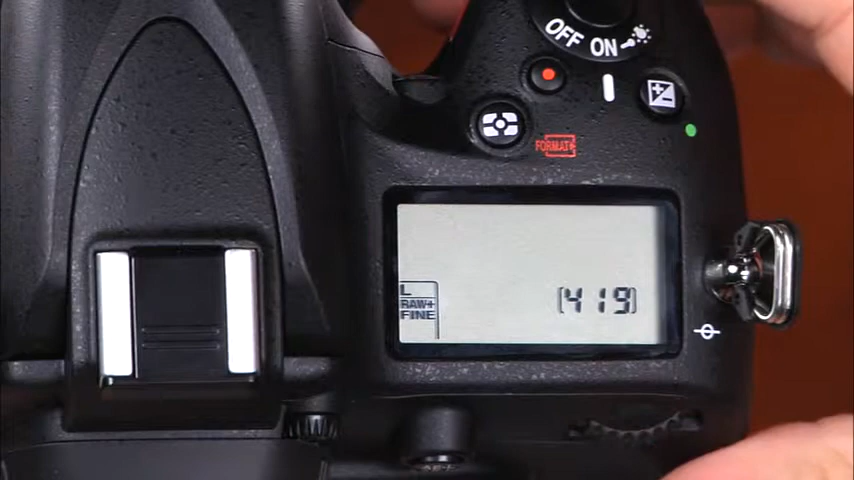 OFF ON
FORMAT
L
RAW+
FINE
[419]